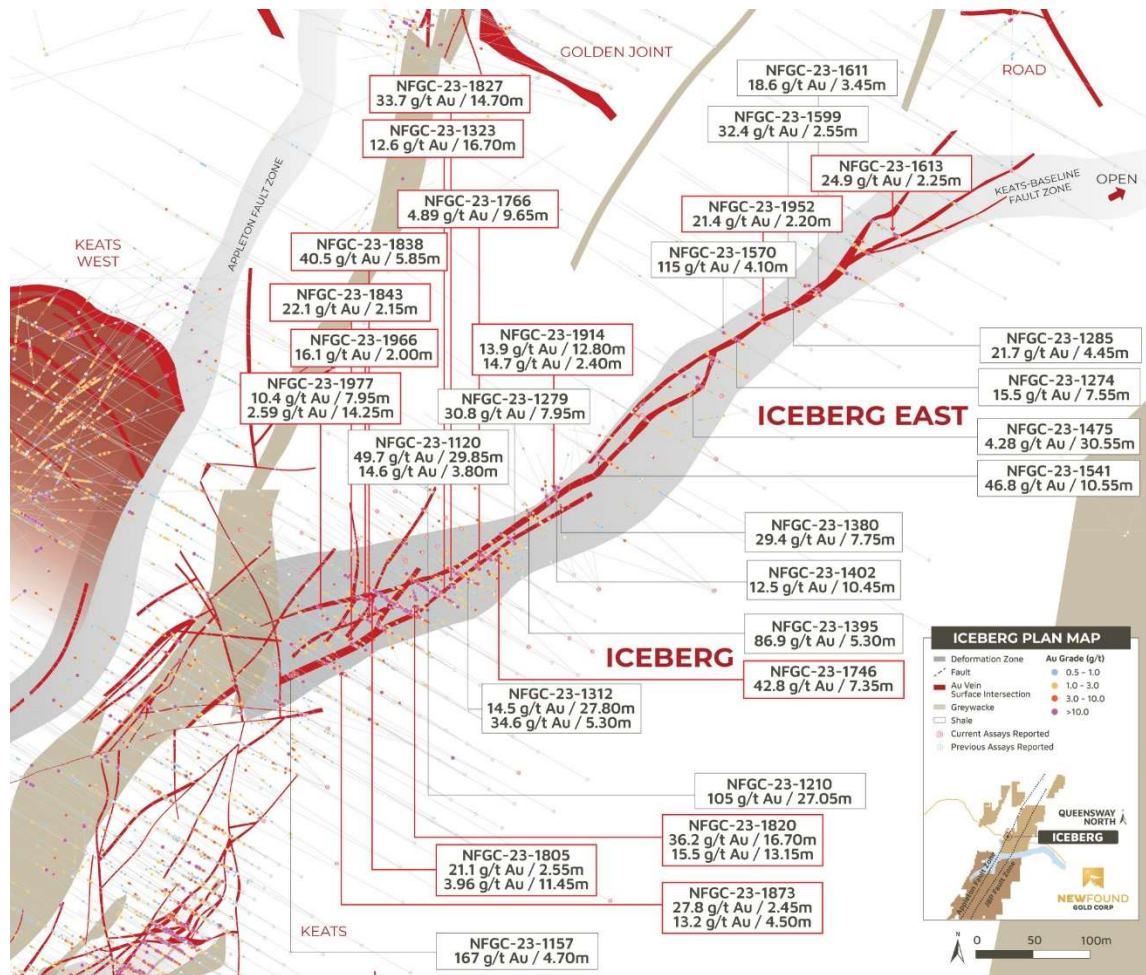 GOLDEN JOINT
ROAD
NFGC-23-1827
33.7 g/t Au / 14.70m
NFGC-23-1323
12.6 g/t Au / 16.70m
NFGC-23-1766
4.89 g/t Au / 9.65m
NFGC-23-1838
40.5 g/t Au / 5.85m
NFGC-23-1843
22.1 g/t Au / 2.15m
NFGC-23-1966
16.1 g/t Au / 2.00m
NFGC-23-1977
10.4 g/t Au / 7.95m
2.59 g/t Au / 14.25m
NFGC-23-1120
49.7 g/t Au / 29.85m
14.6 g/t Au / 3.80m
NFGC-23-1279
30.8 g/t Au / 7.95m
NFGC-23-1914
13.9 g/t Au / 12.80m
14.7 g/t Au / 2.40m
NFGC-23-1611
18.6 g/t Au / 3.45m
NFGC-23-1599
32.4 g/t Au / 2.55m
NFGC-23-1613
24.9 g/t Au / 2.25m
NFGC-23-1952
21.4 g/t Au / 2.20m
NFGC-23-1570
115 g/t Au / 4.10m
KEATS-BASELINE
FAULT ZONE
OPEN
APPLETON FAULT ZONE
KEATS
WEST
NFGC-23-1285
21.7 g/t Au / 4.45m
NFGC-23-1274
15.5 g/t Au / 7.55m
NFGC-23-1475
4.28 g/t Au / 30.55m
NFGC-23-1541
46.8 g/t Au / 10.55m
ICEBERG EAST
NFGC-23-1380
29.4 g/t Au / 7.75m
NFGC-23-1402
12.5 g/t Au / 10.45m
NFGC-23-1395
86.9 g/t Au / 5.30m
NFGC-23-1746
42.8 g/t Au / 7.35m
ICEBERG
NFGC-23-1312
14.5 g/t Au / 27.80m
34.6 g/t Au / 5.30m
NFGC-23-1210
105 g/t Au / 27.05m
NFGC-23-1820
36.2 g/t Au / 16.70m
15.5 g/t Au / 13.15m
NFGC-23-1805
21.1 g/t Au / 2.55m
3.96 g/t Au / 11.45m
NFGC-23-1873
27.8 g/t Au / 2.45m
13.2 g/t Au / 4.50m
KEATS
NFGC-23-1157
167 g/t Au / 4.70m
ICEBERG PLAN MAP
Deformation Zone
Fault
Au Vein
Surface Intersection
Greywacke
Shale
Current Assays Reported
Previous Assays Reported
Au Grade (g/t)
0.5 - 1.0
1.0 - 3.0
3.0 - 10.0
>10.0
QUEENSWAY
NORTH
ICEBERG
Appleton Fault Zone
JBP Fault Zone
NEWFOUND
GOLD CORP
N
0 50 100m